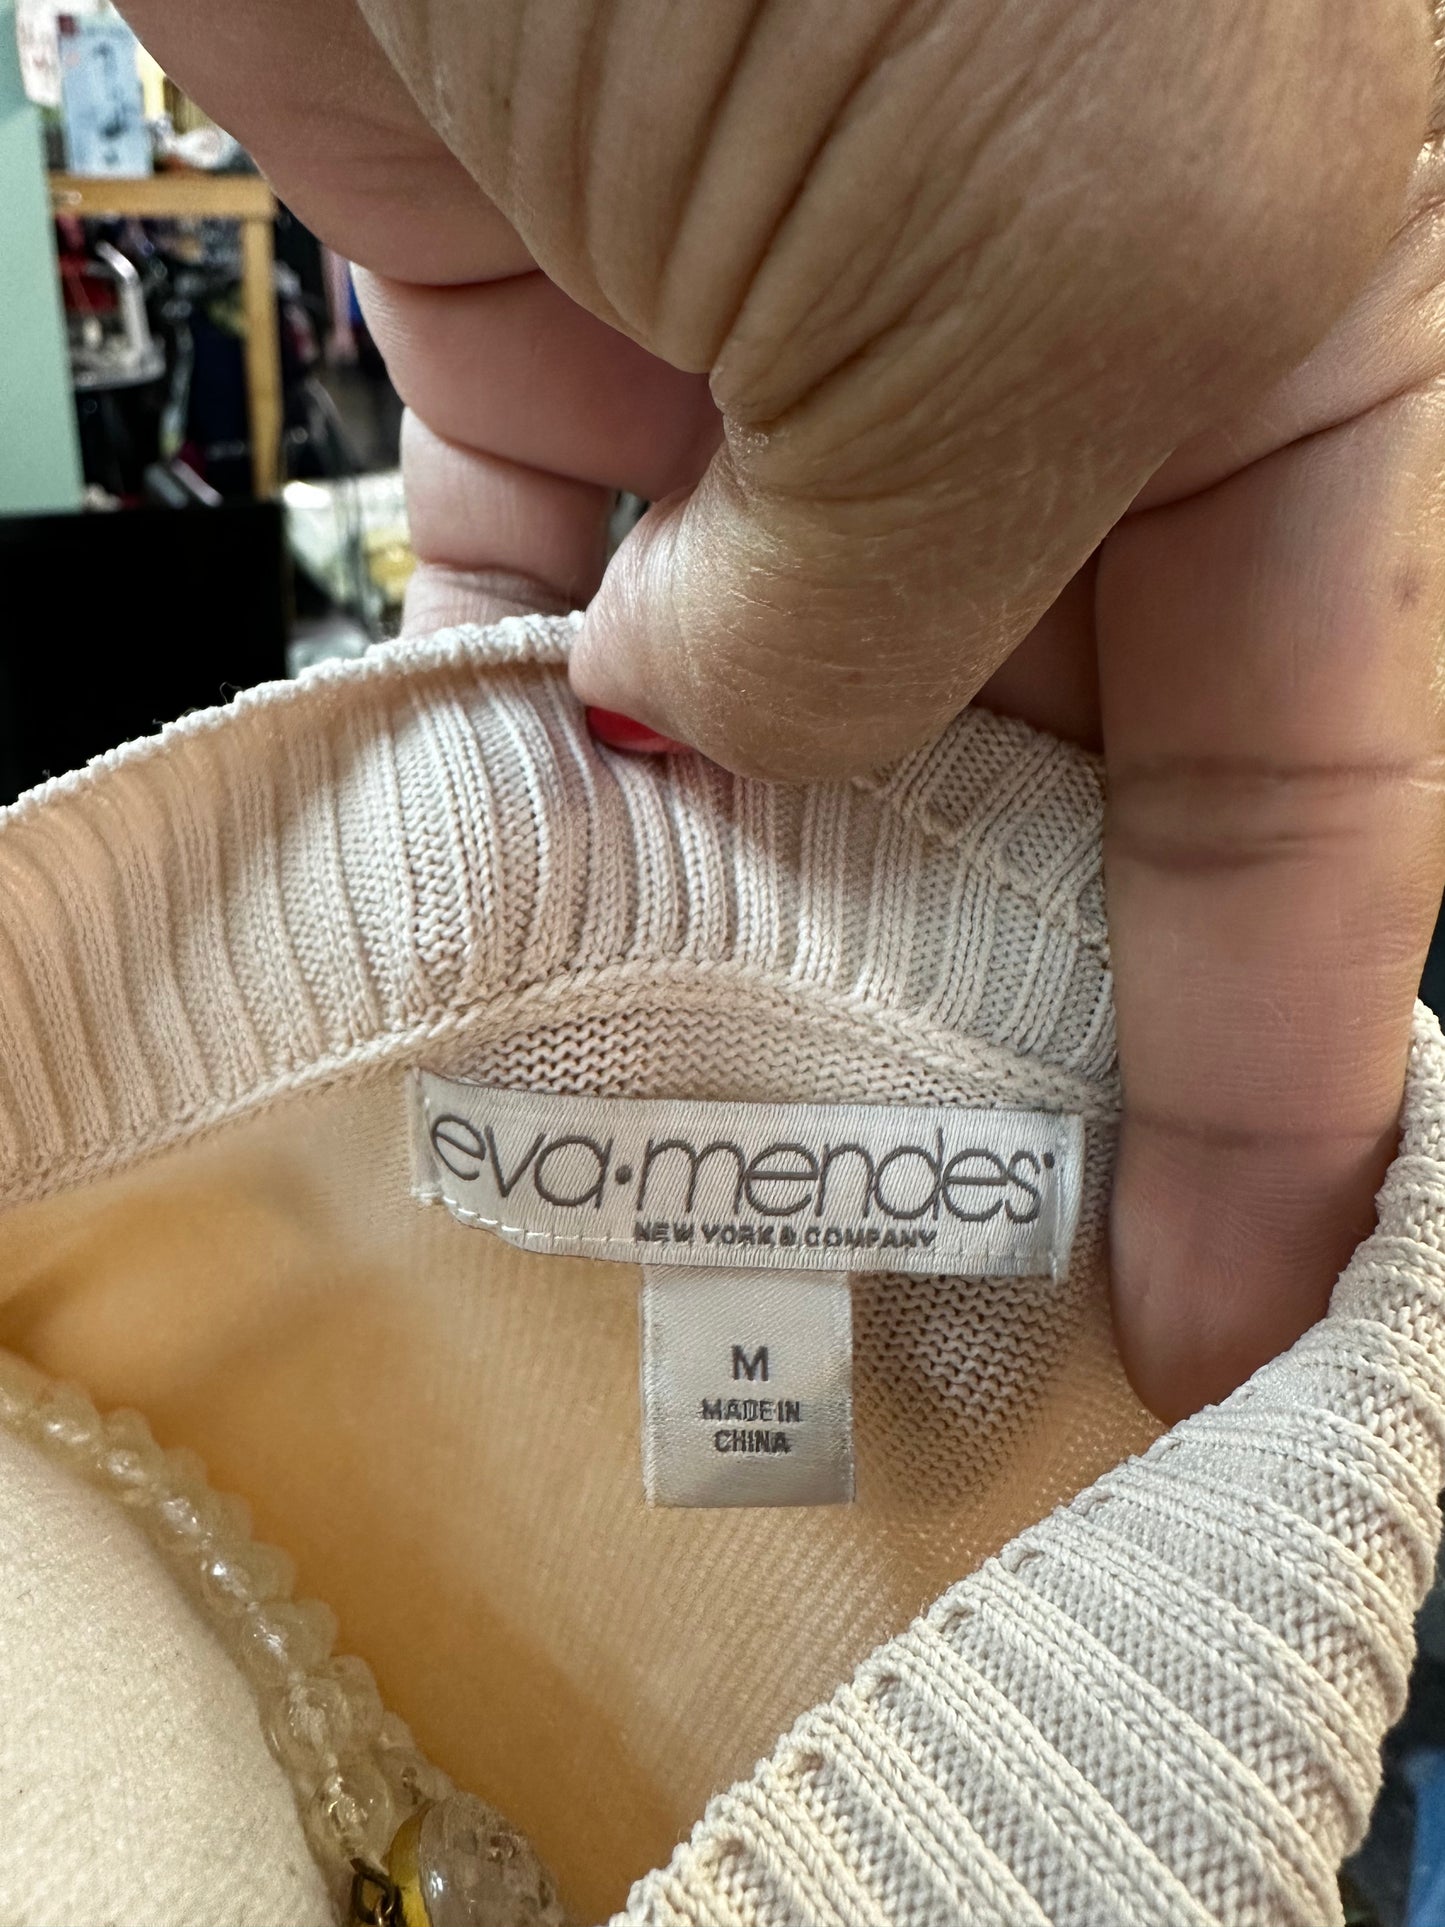 eva•mendes
NEW YORK & COMPANY
M
MADE IN
CHINA